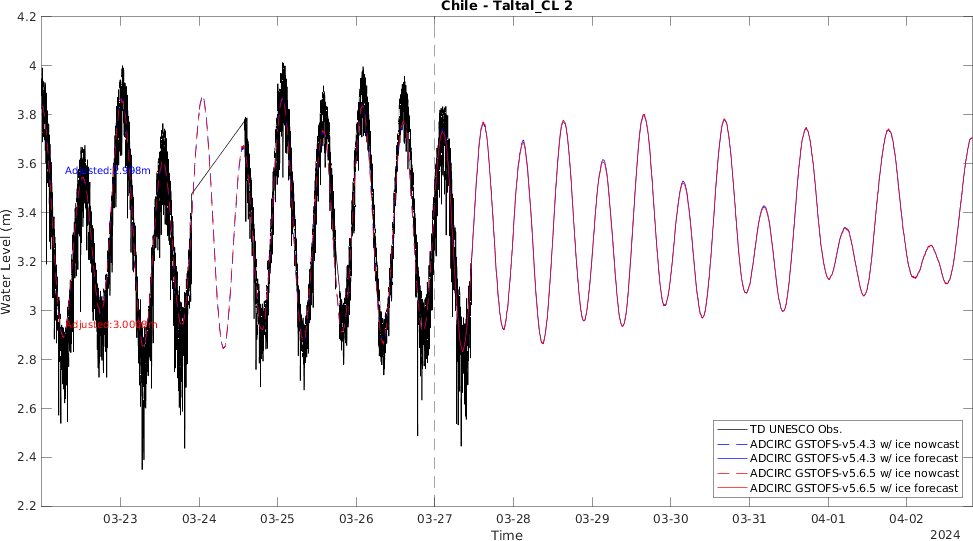 Chile - Taltal_CL 2
4.2
4
3.8
3.6
3.4
3.2
3
2.8
2.6
2.4
2.2
Water Level (m)
Adjusted:2.998m
Adjusted:3.0006m
TD UNESCO Obs.
ADCIRC GSTOFS-v5.4.3 w/ ice nowcast
ADCIRC GSTOFS-v5.4.3 w/ ice forecast
ADCIRC GSTOFS-v5.6.5 w/ ice nowcast
ADCIRC GSTOFS-v5.6.5 w/ ice forecast
03-23 03-24 03-25 03-26 03-27 03-28 03-29 03-30 03-31 04-01 04-02
Time
2024